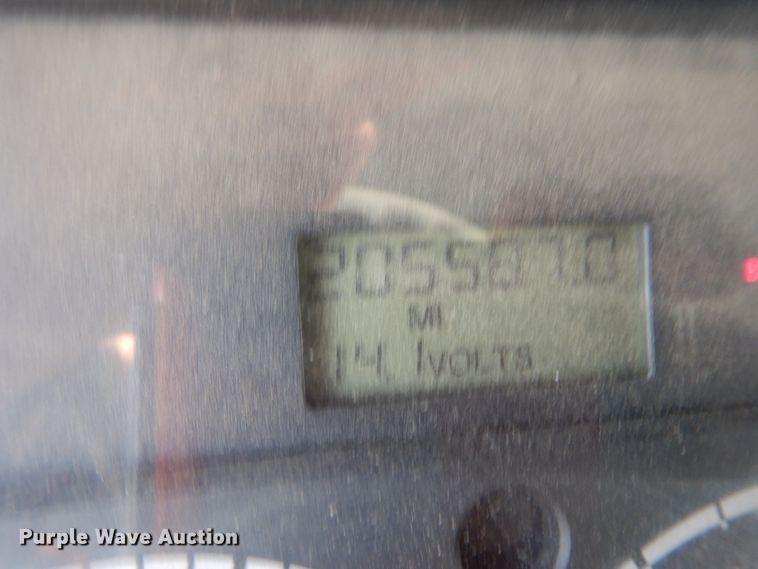 205587.0
MI
14.1VOLTS
Purple Wave Auction